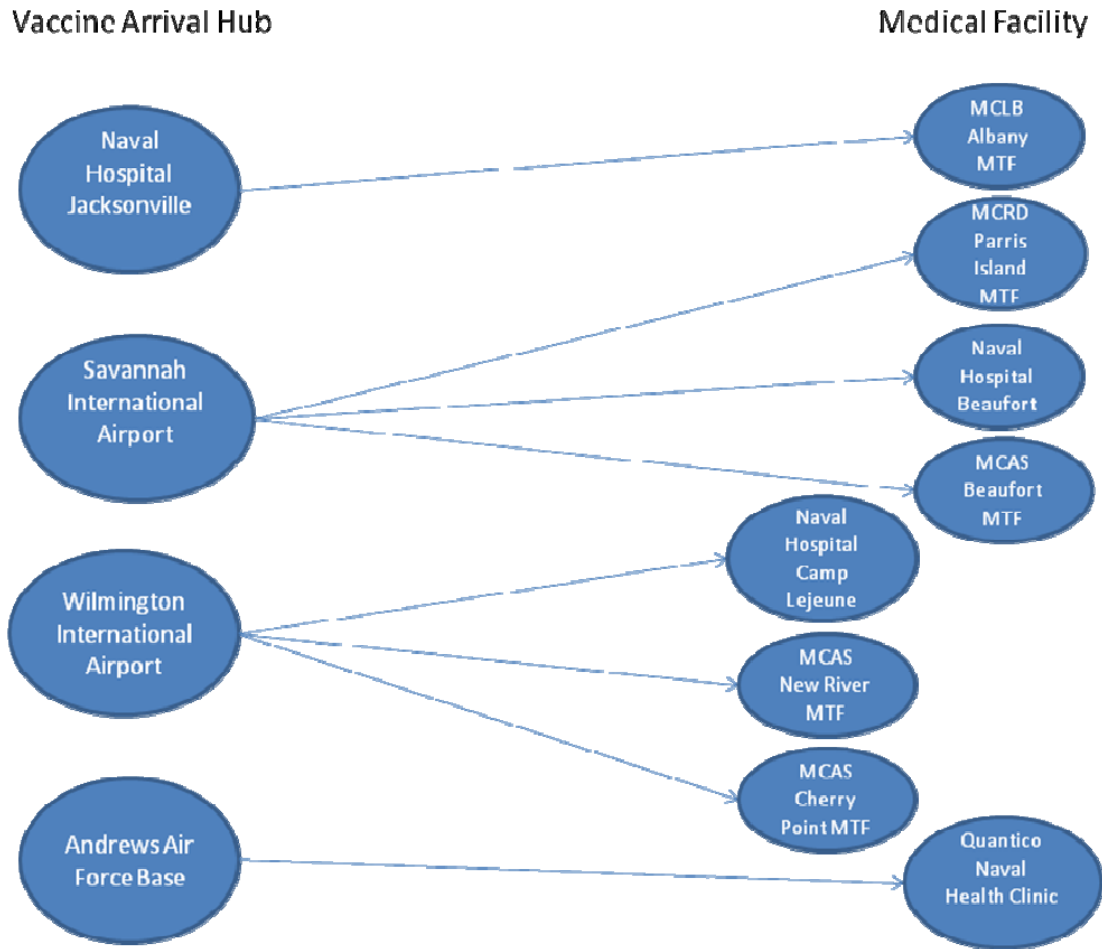 Vaccine Arrival Hub
Medical Facility
Naval
Hospital
Jacksonville
MCLB
Albany
MTF
MCRD
Parris
Island
MTF
Savannah
International
Airport
Naval
Hospital
Beaufort
MCAS
Beaufort
MTF
Wilmington
International
Airport
Naval
Hospital
Camp
Lejeune
MCAS
New River
MTF
MCAS
Cherry
Point MTF
Andrews Air
Force Base
Quantico
Naval
Health Clinic